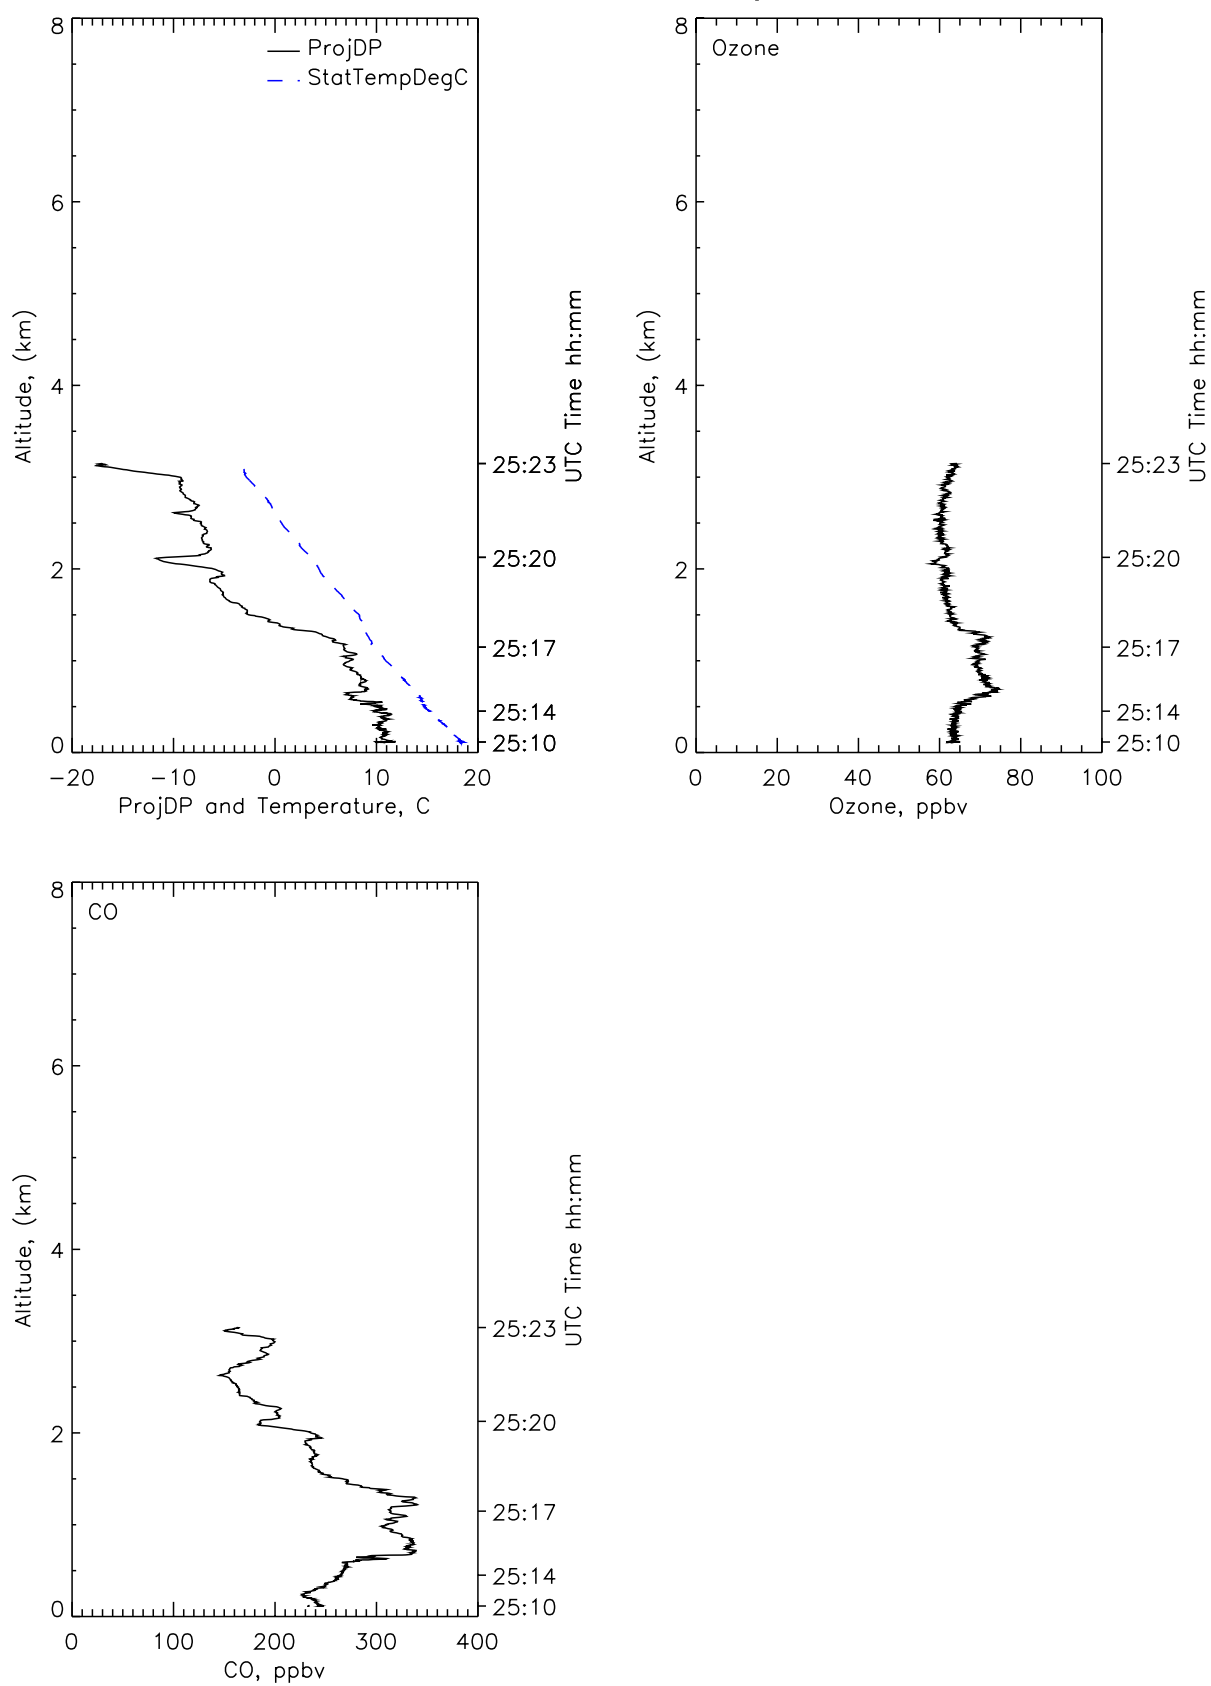 8
ProjDP
StatTempDegC
6
4
2
0
Altitude, (km)
25:23
25:20
25:17
25:14
25:10
UTC Time hh:mm
−20 −10 0 10 20
ProjDP and Temperature, C
8
Ozone
6
4
2
0
Altitude, (km)
25:23
25:20
25:17
25:14
25:10
UTC Time hh:mm
0 20 40 60 80 100
Ozone, ppbv
8
CO
6
4
2
0
Altitude, (km)
25:23
25:20
25:17
25:14
25:10
UTC Time hh:mm
0 100 200 300 400
CO, ppbv